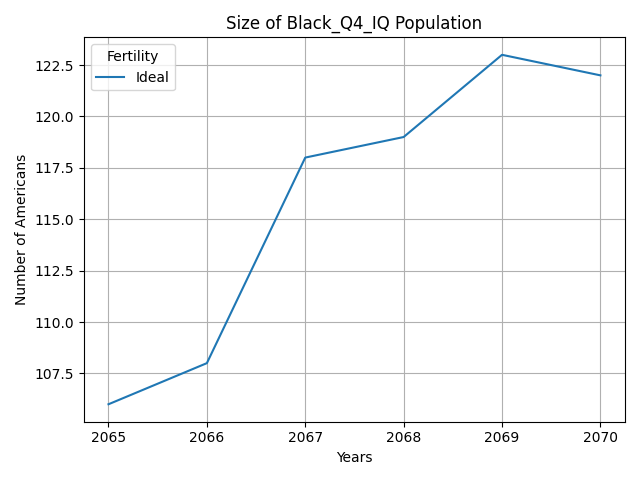 Size of Black_Q4_IQ Population
Fertility
Ideal
122.5
120.0
117.5
115.0
112.5
110.0
107.5
Number of Americans
2065 2066 2067 2068 2069 2070
Years